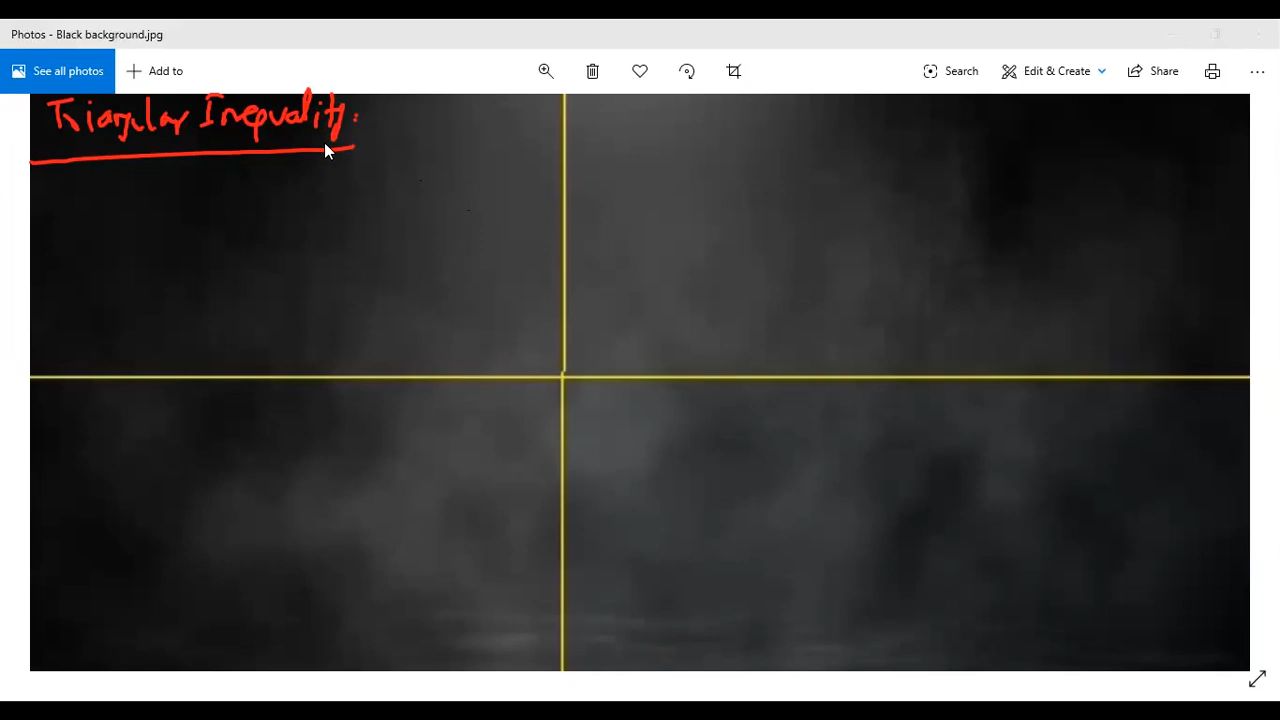 Photos - Black background.jpg
See all photos
Add to
Search
Edit & Create
Share
Triangular Inequality: